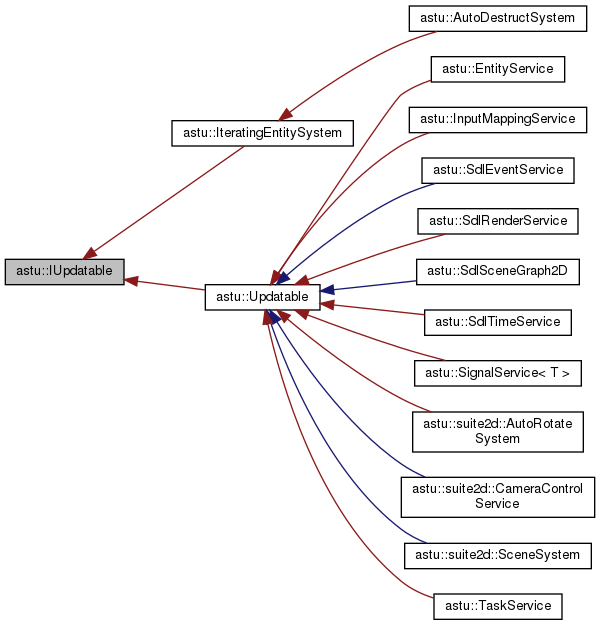 astu::AutoDestructSystem
astu::EntityService
astu::InputMappingService
astu::IteratingEntitySystem
astu::SdlEventService
astu::SdlRenderService
astu::IUpdatable
astu::SdlSceneGraph2D
astu::Updatable
astu::SdlTimeService
astu::SignalService< T >
astu::suite2d::AutoRotate
System
astu::suite2d::CameraControl
Service
astu::suite2d::SceneSystem
astu::TaskService